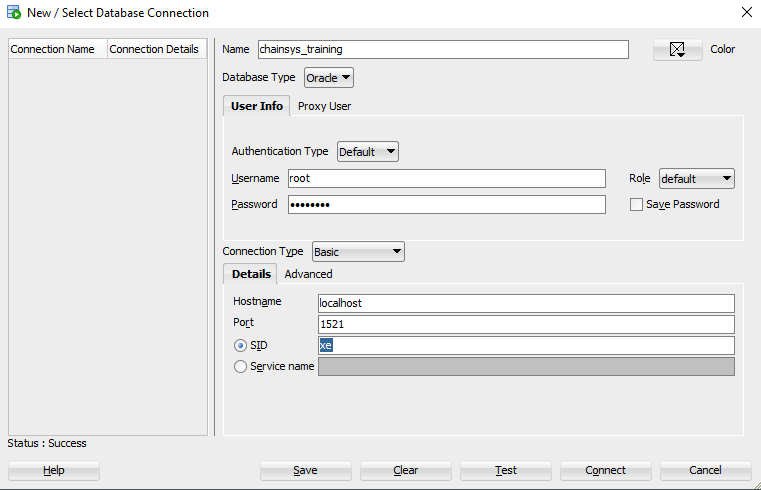 New / Select Database Connection
Connection Name Connection Details
Name chainsys_training Color
Database Type Oracle
User Info Proxy User
Authentication Type Default
Username root Role default
Password •••••••• Save Password
Connection Type Basic
Details Advanced
Hostname localhost
Port 1521
SID xe
Service name
Status : Success
Help Save Clear Test Connect Cancel